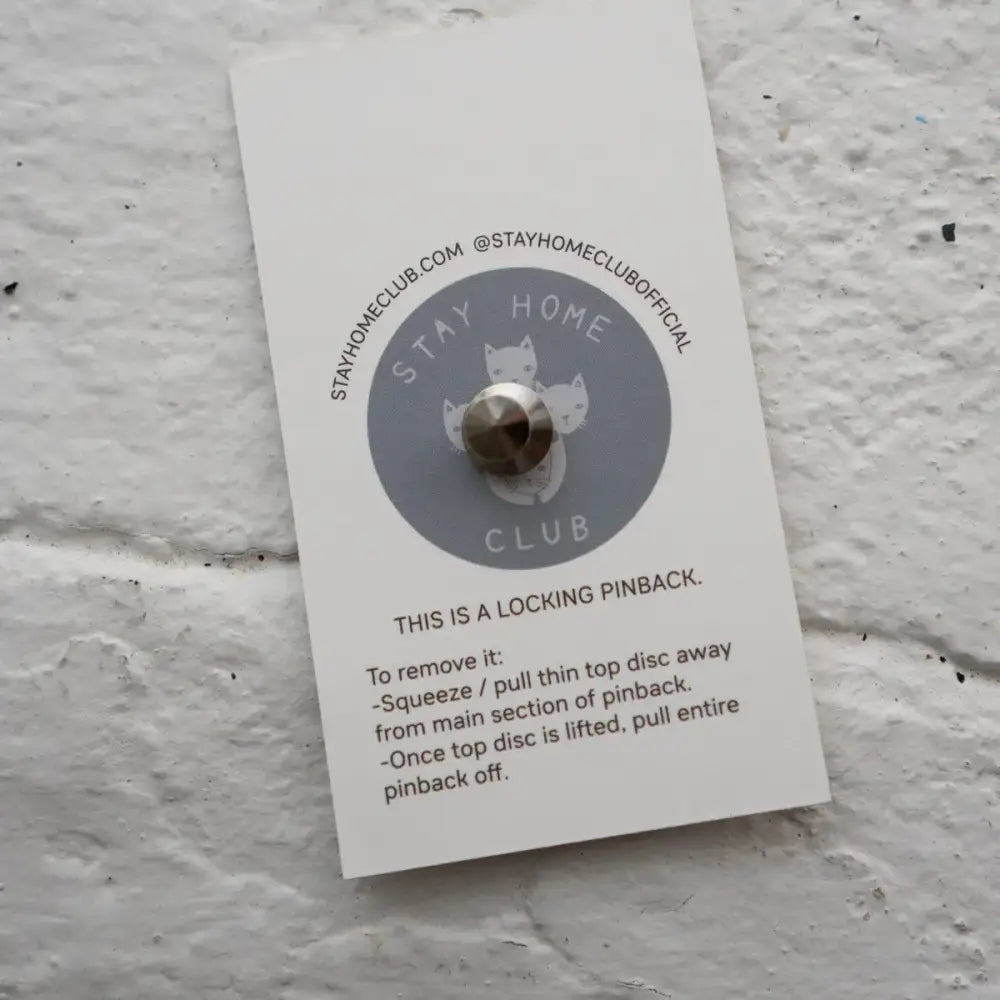 STAYHOMECLUB.COM @STAYHOMECLUBOFFICIAL
STAY HOME
CLUB
THIS IS A LOCKING PINBACK.
To remove it:
-Squeeze / pull thin top disc away
from main section of pinback.
-Once top disc is lifted, pull entire
pinback off.